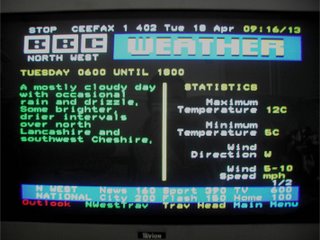 STOP CEEFAX 1 402 Tue 18 Apr 09:16/13
BBC WEATHER
NORTH WEST
TUESDAY 0600 UNTIL 1800
A mostly cloudy day
with occasional
rain and drizzle.
Some brighter,
drier intervals
over north
Lancashire and
southwest Cheshire.
STATISTICS
Maximum
Temperature 12C
Minimum
Temperature 5C
Wind
Direction W
Wind 5-10
Speed mph
1/2
N WEST News 160 Sport 390 TV 600
NATIONAL City 200 Flash 150 Home 100
Outlook NWestTrav Trav Head Main Menu